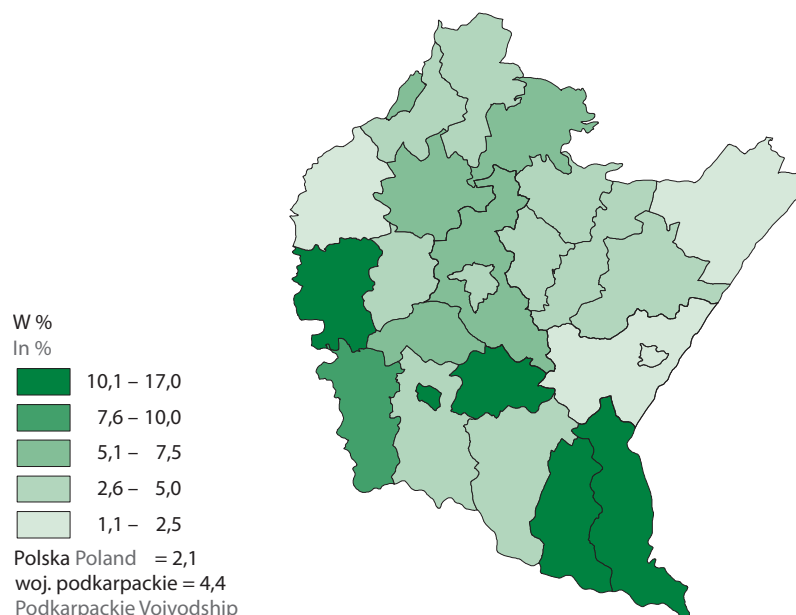 W %
In %
10,1 – 17,0
7,6 – 10,0
5,1 – 7,5
2,6 – 5,0
1,1 – 2,5
Polska Poland = 2,1
woj. podkarpackie = 4,4
Podkarpackie Voivodship